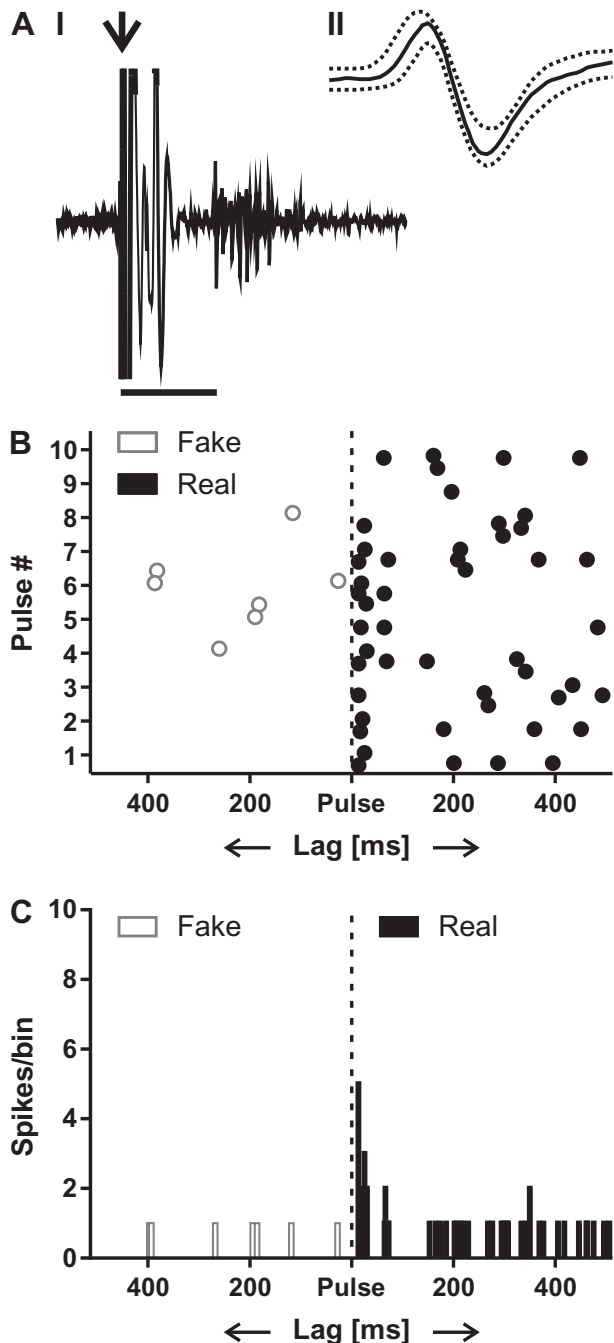 A I II
B
Fake
Real
Pulse #
10
9
8
7
6
5
4
3
2
1
400 200 Pulse 200 400
← Lag [ms] →
C
Fake Real
Spikes/bin
10
8
6
4
2
0
400 200 Pulse 200 400
← Lag [ms] →